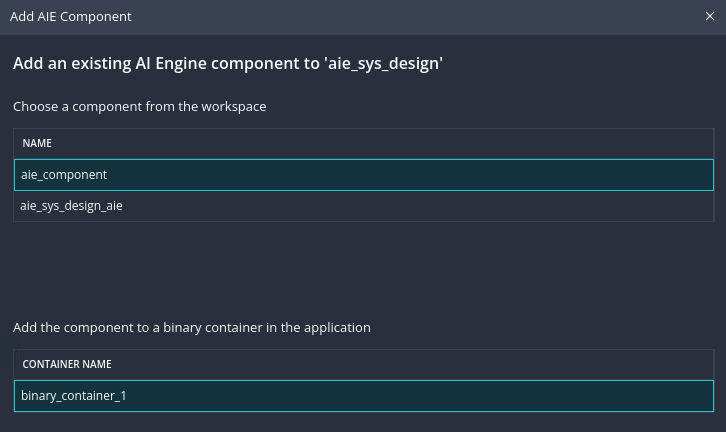 Add AIE Component
Add an existing AI Engine component to 'aie_sys_design'
Choose a component from the workspace
NAME
aie_component
aie_sys_design_aie
Add the component to a binary container in the application
CONTAINER NAME
binary_container_1